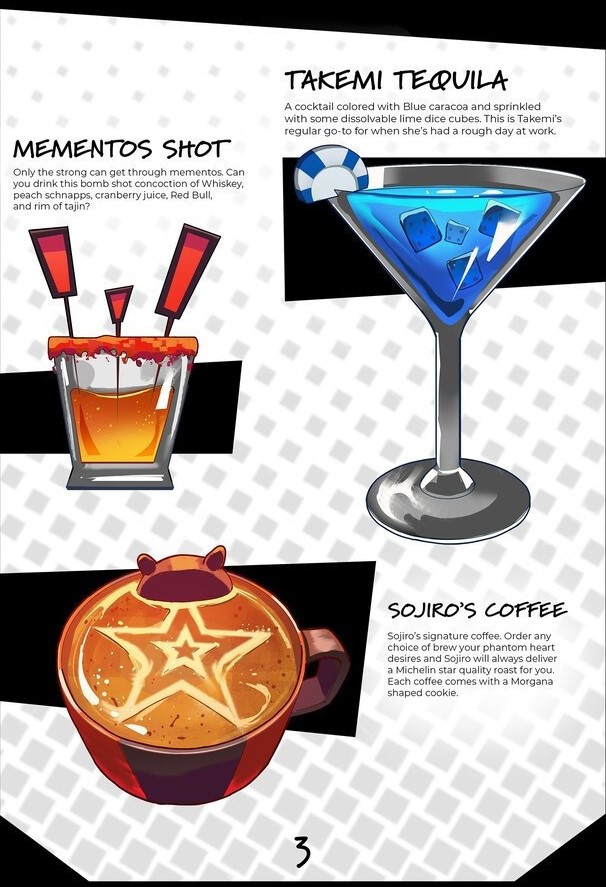 TAKEMI TEQUILA
A cocktail colored with Blue caracoa and sprinkled
with some dissolvable lime dice cubes. This is Takemi's
regular go-to for when she's had a rough day at work.
MEMENTOS SHOT
Only the strong can get through mementos. Can
you drink this bomb shot concoction of Whiskey,
peach schnapps, cranberry juice, Red Bull,
and rim of tajin?
SOJIRO'S COFFEE
Sojiro's signature coffee. Order any
choice of brew your phantom heart
desires and Sojiro will always deliver
a Michelin star quality roast for you.
Each coffee comes with a Morgana
shaped cookie.
3